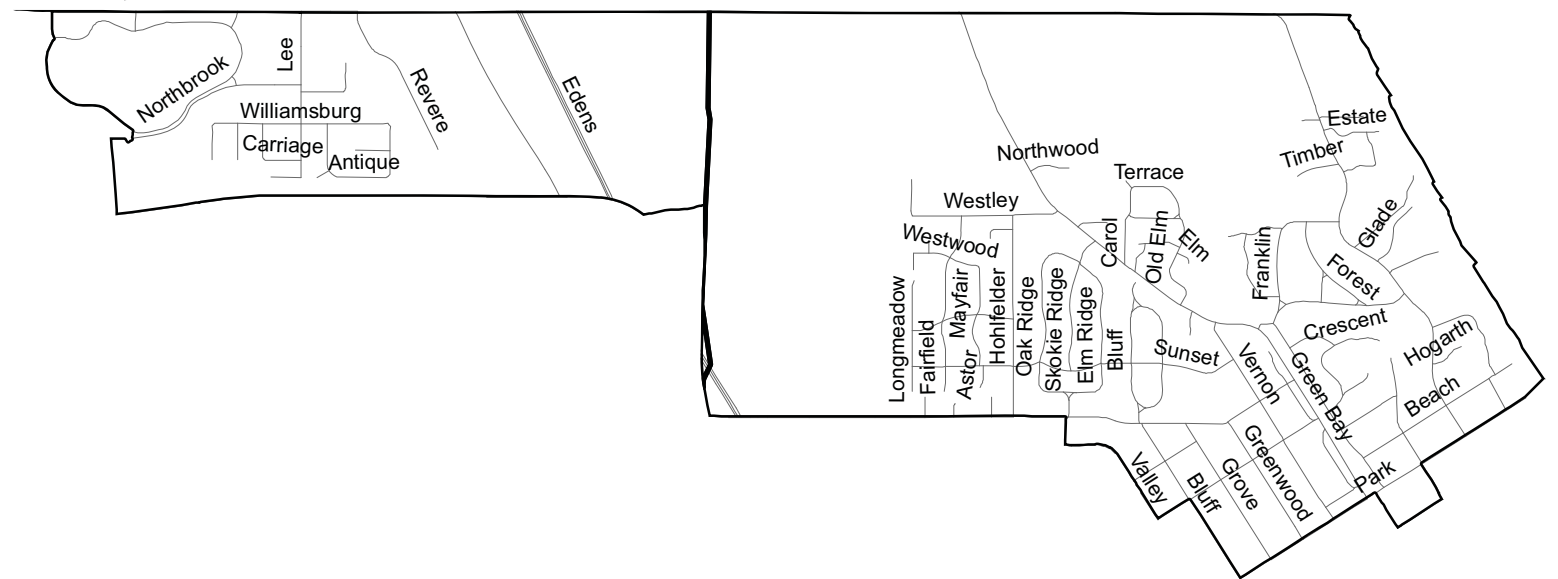 Northbrook
Lee
Revere
Edens
Williamsburg
Carriage
Antique
Northwood
Terrace
Estate
Timber
Westley
Westwood
Carol
Old Elm
Elm
Franklin
Glade
Forest
Longmeadow
Fairfield
Mayfair
Astor
Hohlfelder
Oak Ridge
Skokie Ridge
Elm Ridge
Bluff
Sunset
Crescent
Hogarth
Vernon
Green Bay
Beach
Valley
Bluff
Grove
Greenwood
Park